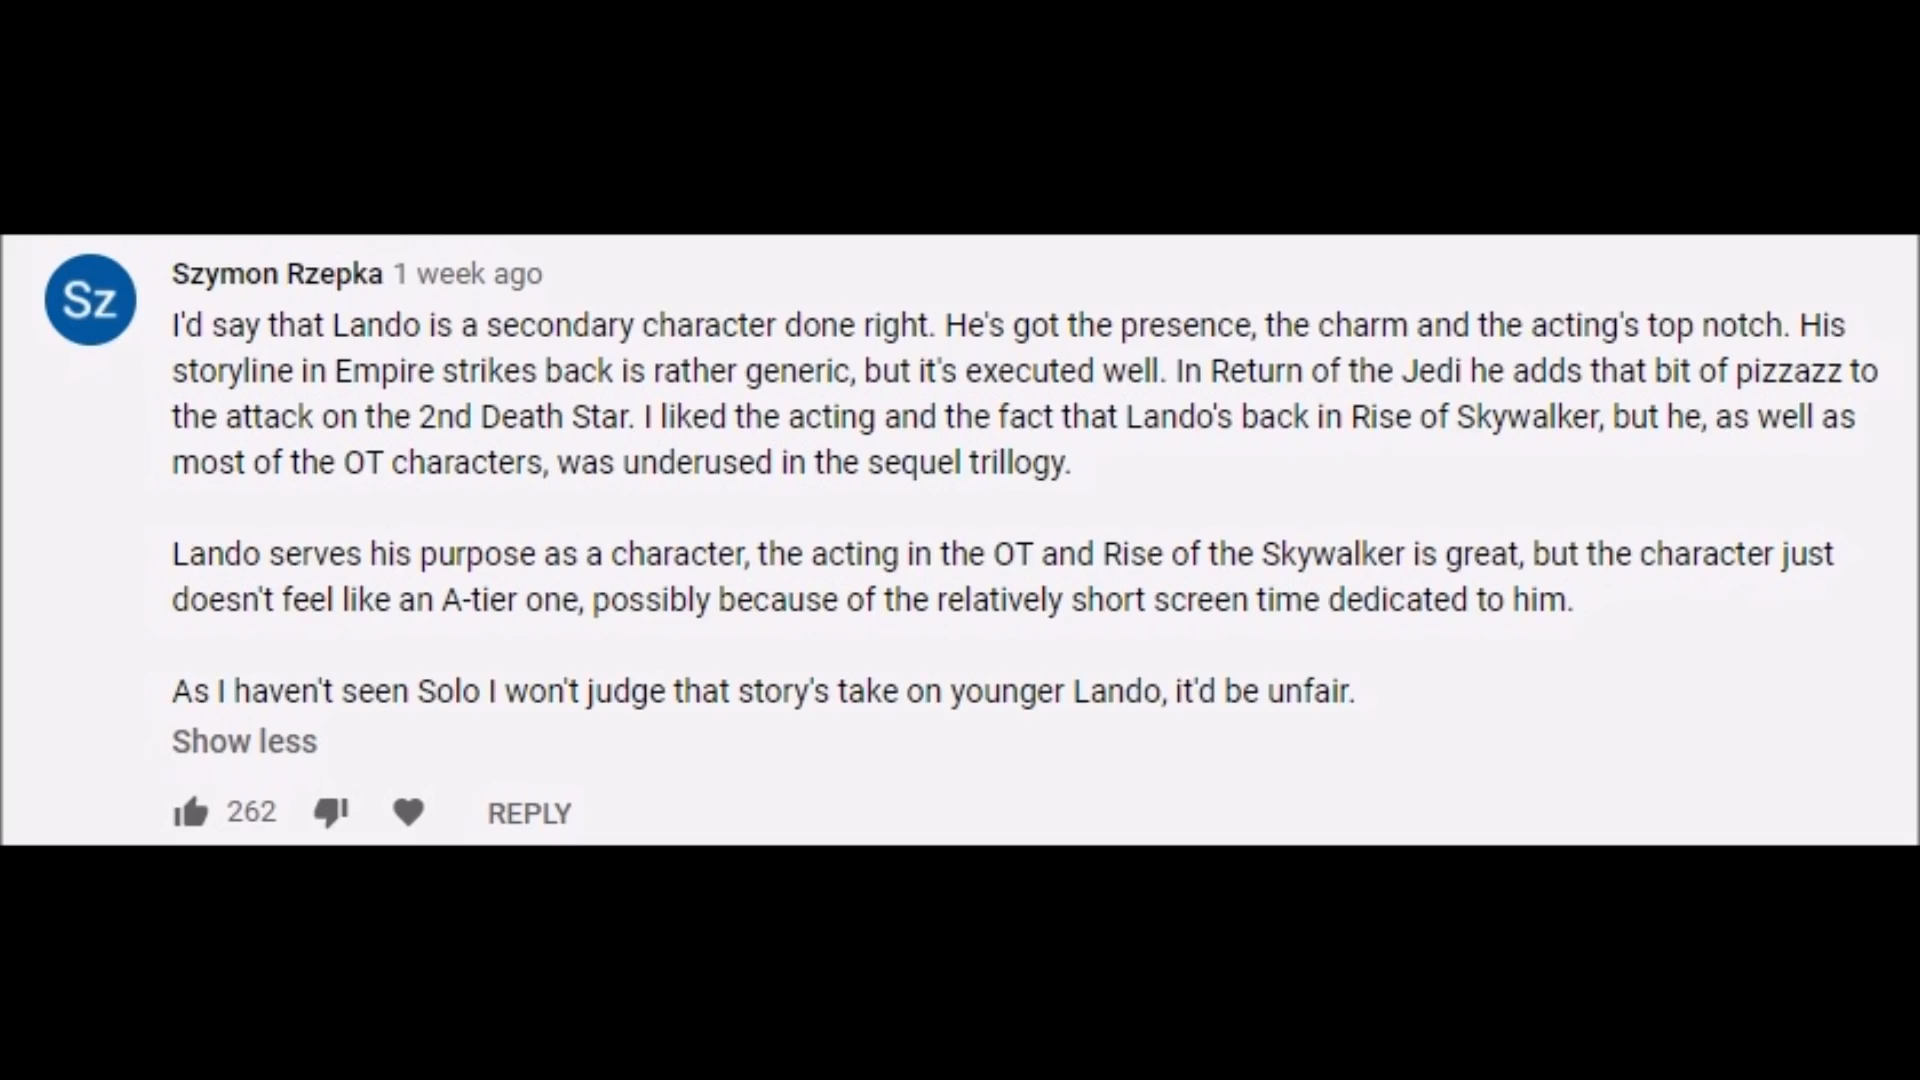 Sz
Szymon Rzepka 1 week ago
I'd say that Lando is a secondary character done right. He's got the presence, the charm and the acting's top notch. His
storyline in Empire strikes back is rather generic, but it's executed well. In Return of the Jedi he adds that bit of pizzazz to
the attack on the 2nd Death Star. I liked the acting and the fact that Lando's back in Rise of Skywalker, but he, as well as
most of the OT characters, was underused in the sequel trillogy.
Lando serves his purpose as a character, the acting in the OT and Rise of the Skywalker is great, but the character just
doesn't feel like an A-tier one, possibly because of the relatively short screen time dedicated to him.
As I haven't seen Solo I won't judge that story's take on younger Lando, it'd be unfair.
Show less
262 REPLY